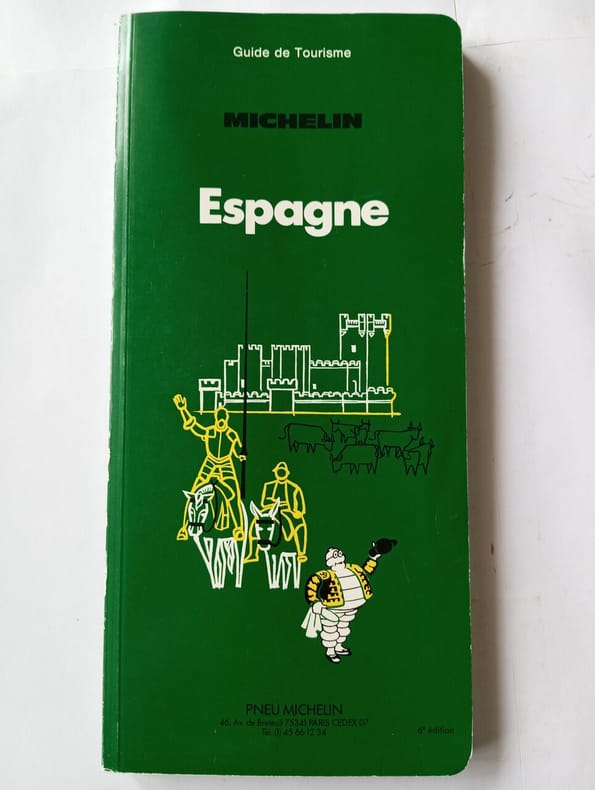 Guide de Tourisme
MICHELIN
Espagne
PNEU MICHELIN
46, Av. de Breteuil 75341 PARIS CEDEX 07
Tél. (1) 45 66 12 34
6e édition